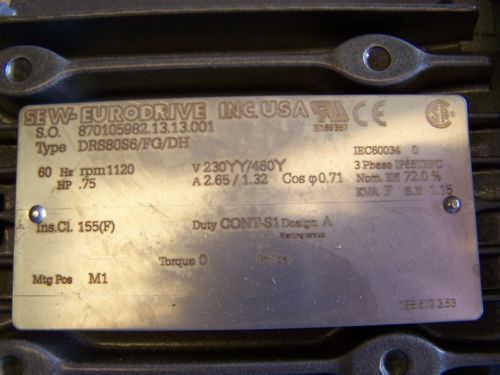 SEW-EURODRIVE INC. USA
S.O. 870105982.13.13.001
E189357
Type DRS80S6/FG/DH
IEC60034
60 Hz rpm 1120 V 230YY/460Y 3 Phase
HP .75 A 2.65 / 1.32 Cos φ 0.71 Nom. Eff 72.0 %
KVA F S.F. 1.15
Ins.Cl. 155(F) Duty CONT-S1 Design A
Torque 0
Mtg Pos M1